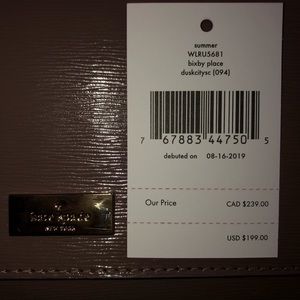 summer
WLRU5681
bixby place
duskcitysc (094)
7 67883 44750 5
debuted on 08-16-2019
Our Price CAD $239.00
USD $199.00
kate spade
NEW YORK